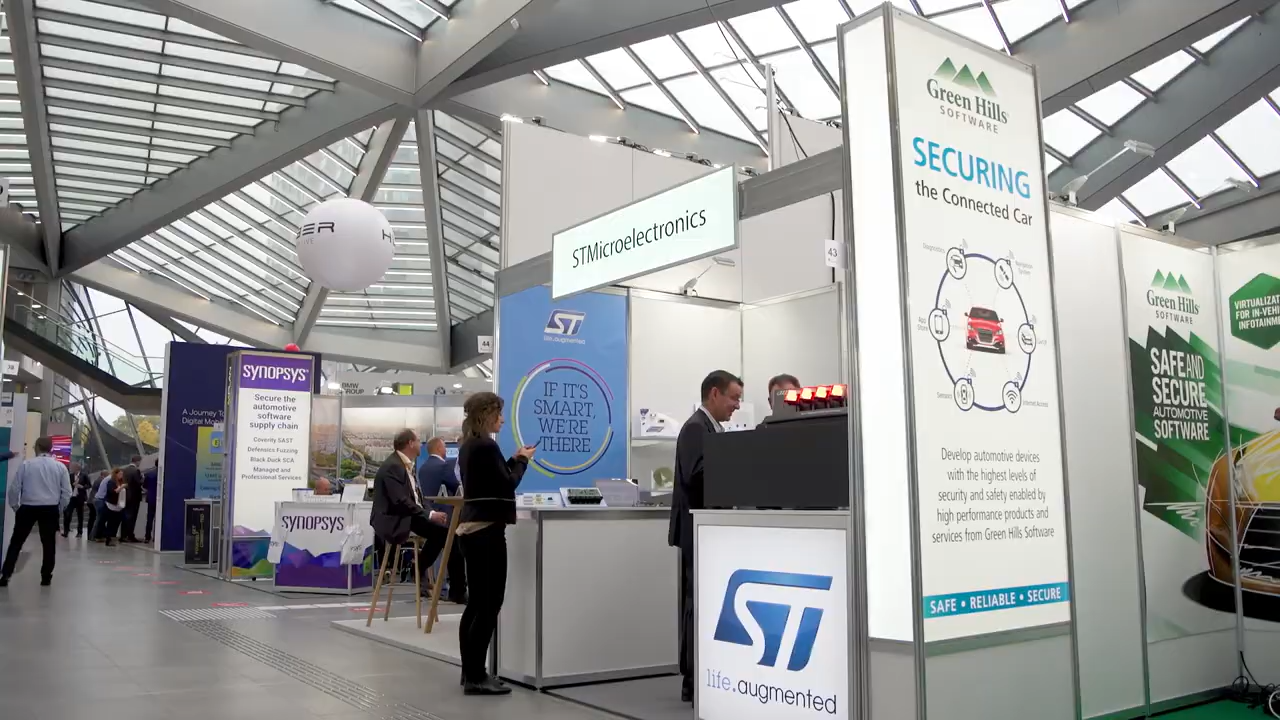 Green Hills
SOFTWARE
SECURING
the Connected Car
Develop automotive devices
with the highest levels of
security and safety enabled by
high performance products and
services from Green Hills Software
SAFE • RELIABLE • SECURE
STMicroelectronics
43
44
ST
life.augmented
IF IT'S
SMART,
WE'RE
THERE
ST
life.augmented
SYNOPSYS
Secure the
automotive
software
supply chain
Coverity SAST
Defensics Fuzzing
Black Duck SCA
Managed and
Professional Services
SYNOPSYS
A Journey
Digital
BMW
GROUP
Green Hills
SOFTWARE
SAFE AND
SECURE
AUTOMOTIVE
SOFTWARE
FOR IN-VEHI
INFOTAINM